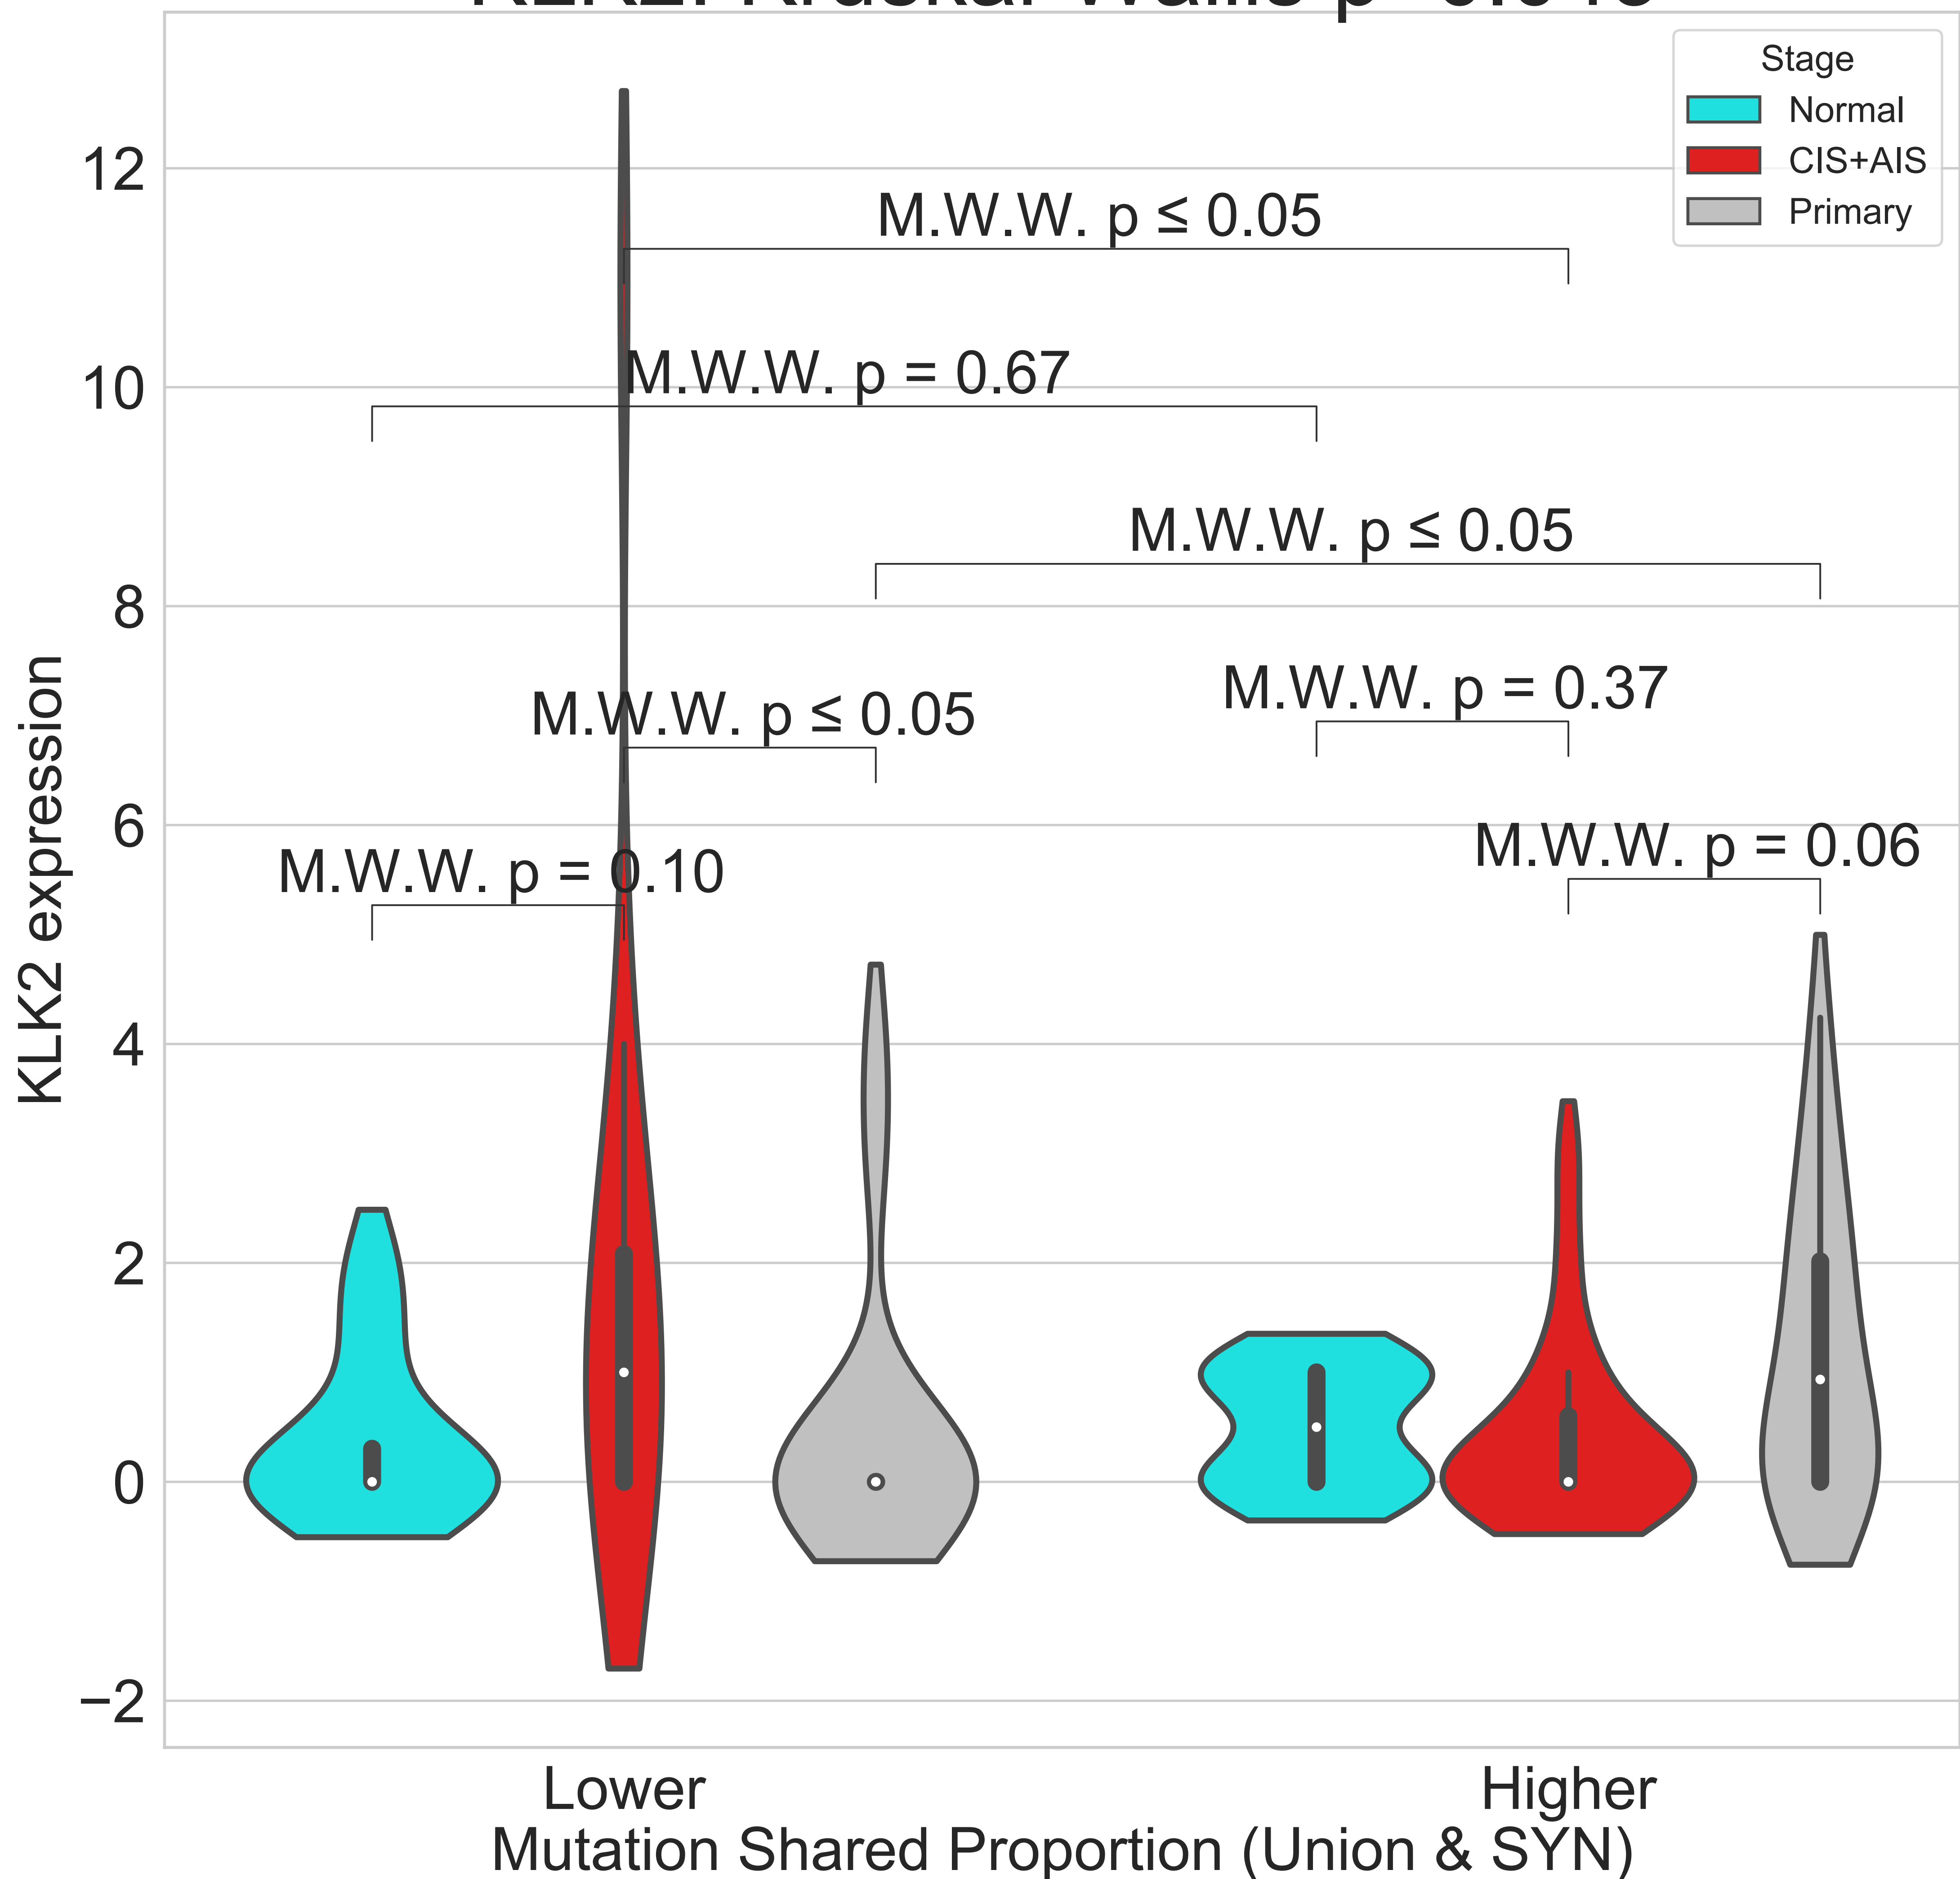 Stage
Normal
CIS+AIS
Primary
12
10
8
6
4
2
0
−2
KLK2 expression
M.W.W. p ≤ 0.05
M.W.W. p = 0.67
M.W.W. p ≤ 0.05
M.W.W. p = 0.37
M.W.W. p ≤ 0.05
M.W.W. p = 0.06
M.W.W. p = 0.10
Lower
Higher
Mutation Shared Proportion (Union & SYN)